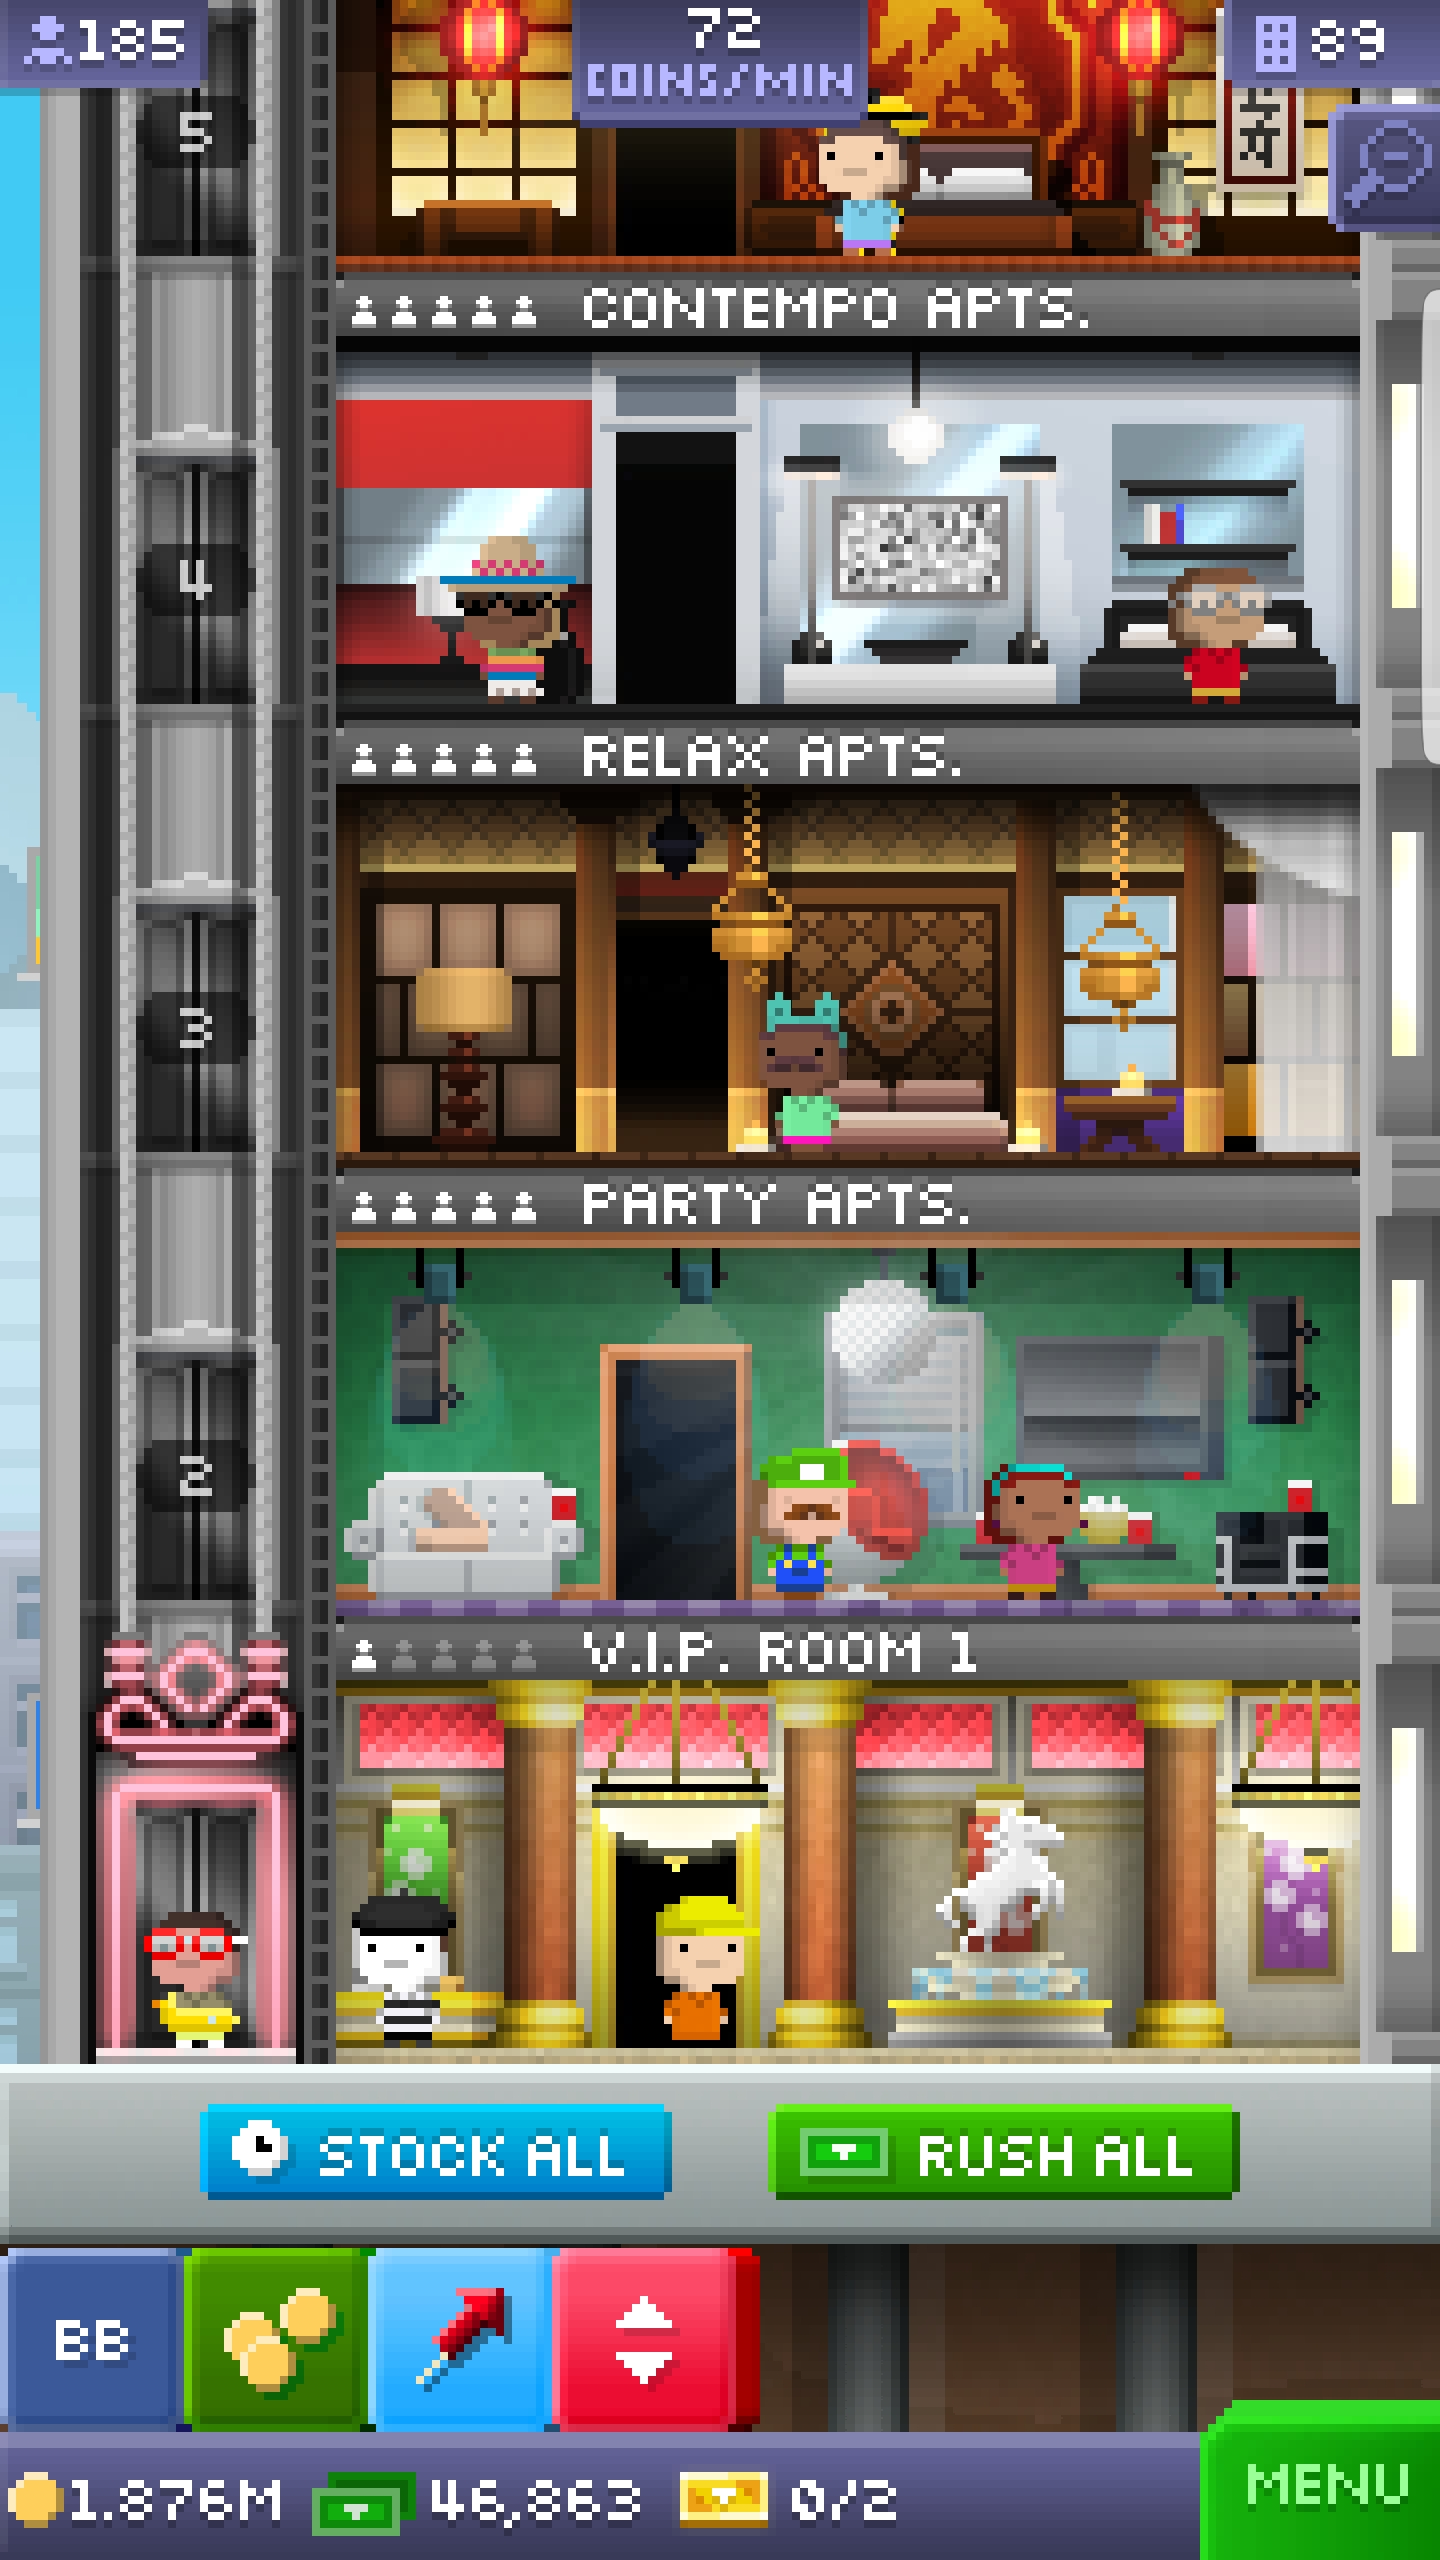 185
72
COINS/MIN
89
5
CONTEMPO APTS.
4
RELAX APTS.
3
PARTY APTS.
2
V.I.P. ROOM 1
STOCK ALL
RUSH ALL
BB
1.876M
46,863
0/2
MENU